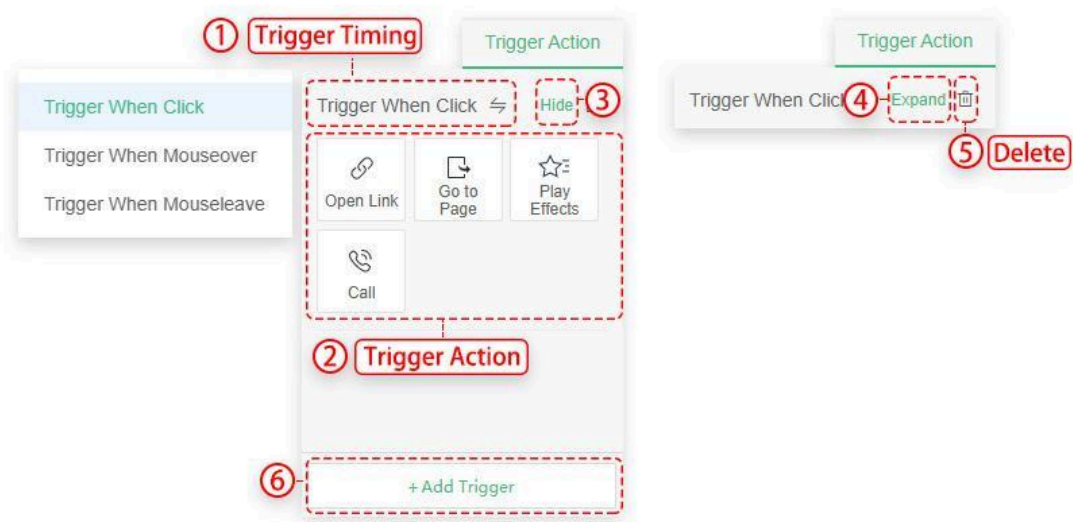 ① Trigger Timing
Trigger Action
Trigger When Click
Trigger When Mouseover
Trigger When Mouseleave
Trigger When Click
Hide
③
Open Link
Go to
Page
Play
Effects
Call
② Trigger Action
⑥
+ Add Trigger
Trigger Action
Trigger When Clic
④
Expand
⑤ Delete